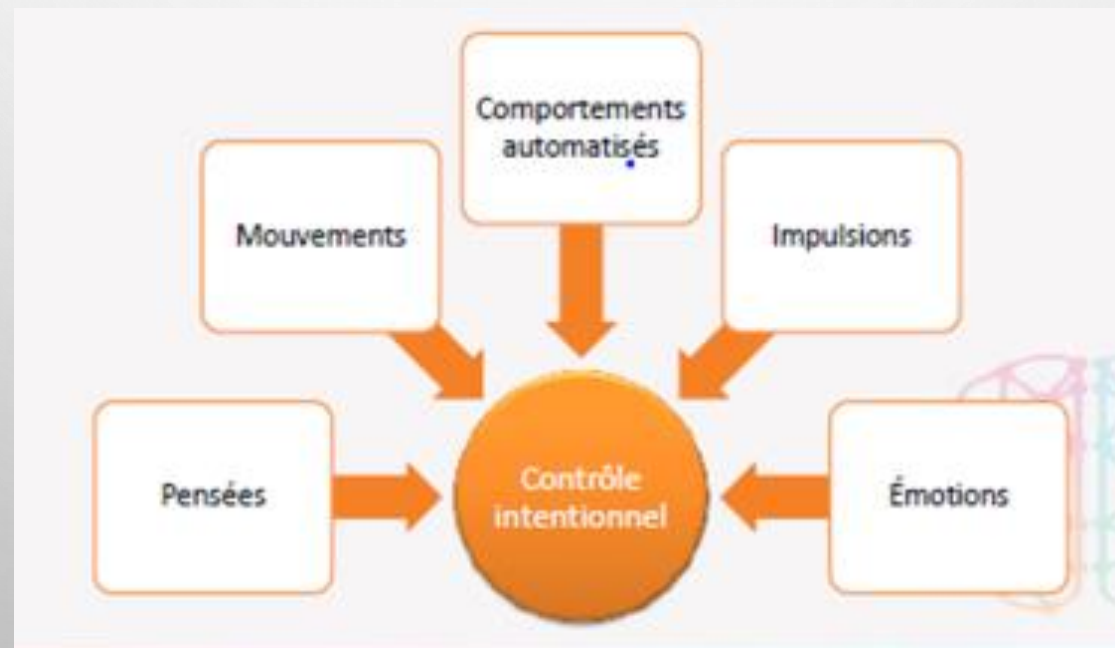 Comportements
automatisés
Mouvements
Impulsions
Pensées
Contrôle
intentionnel
Émotions